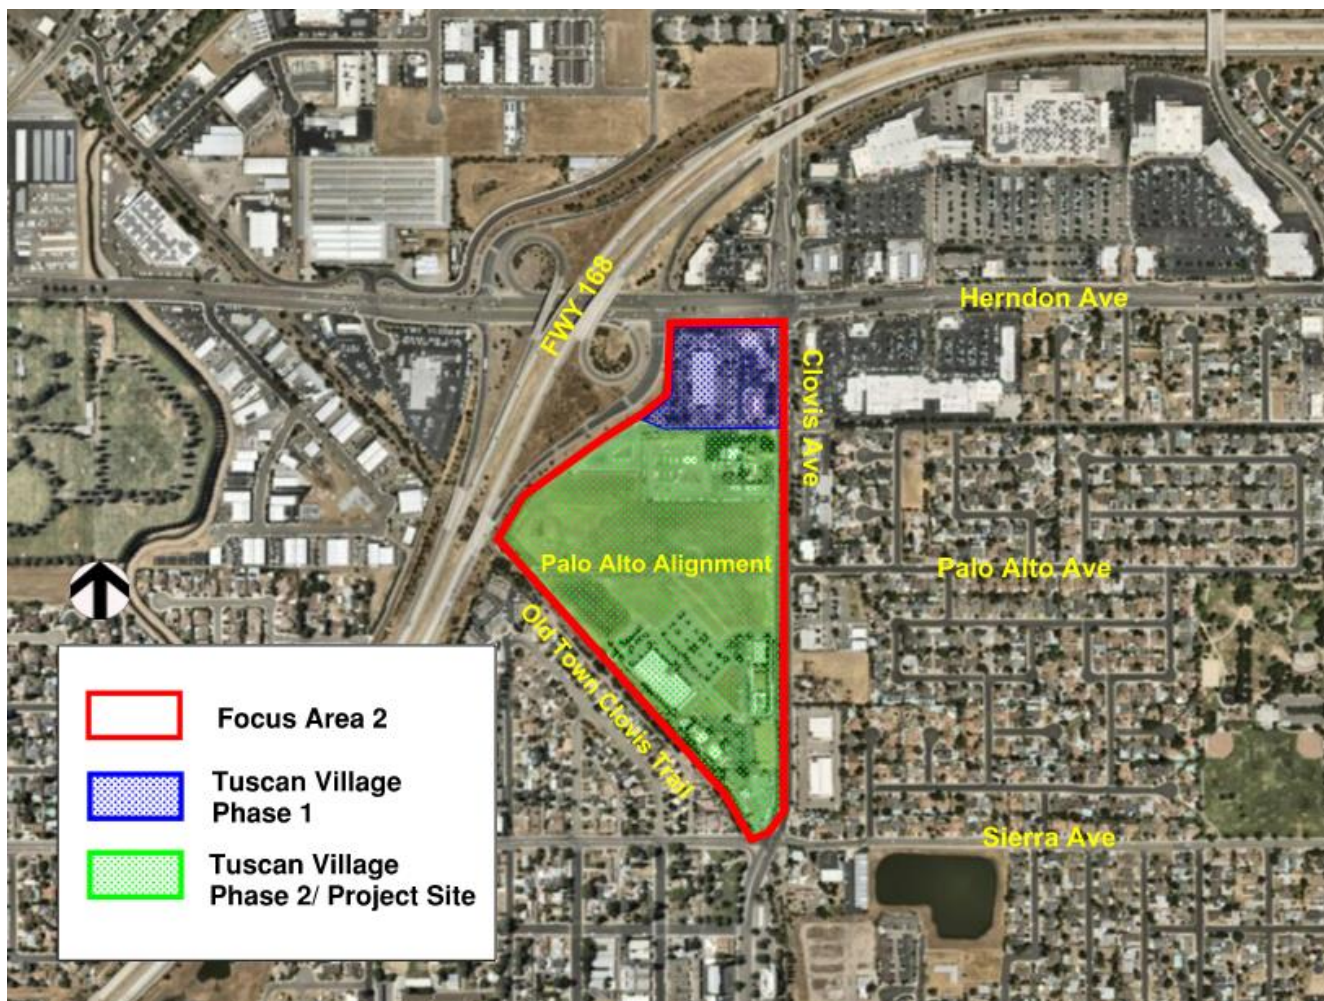 Herndon Ave
FWY 168
Clovis Ave
Palo Alto Alignment
Palo Alto Ave
Old Town Clovis Trail
Sierra Ave
Focus Area 2
Tuscan Village
Phase 1
Tuscan Village
Phase 2/ Project Site